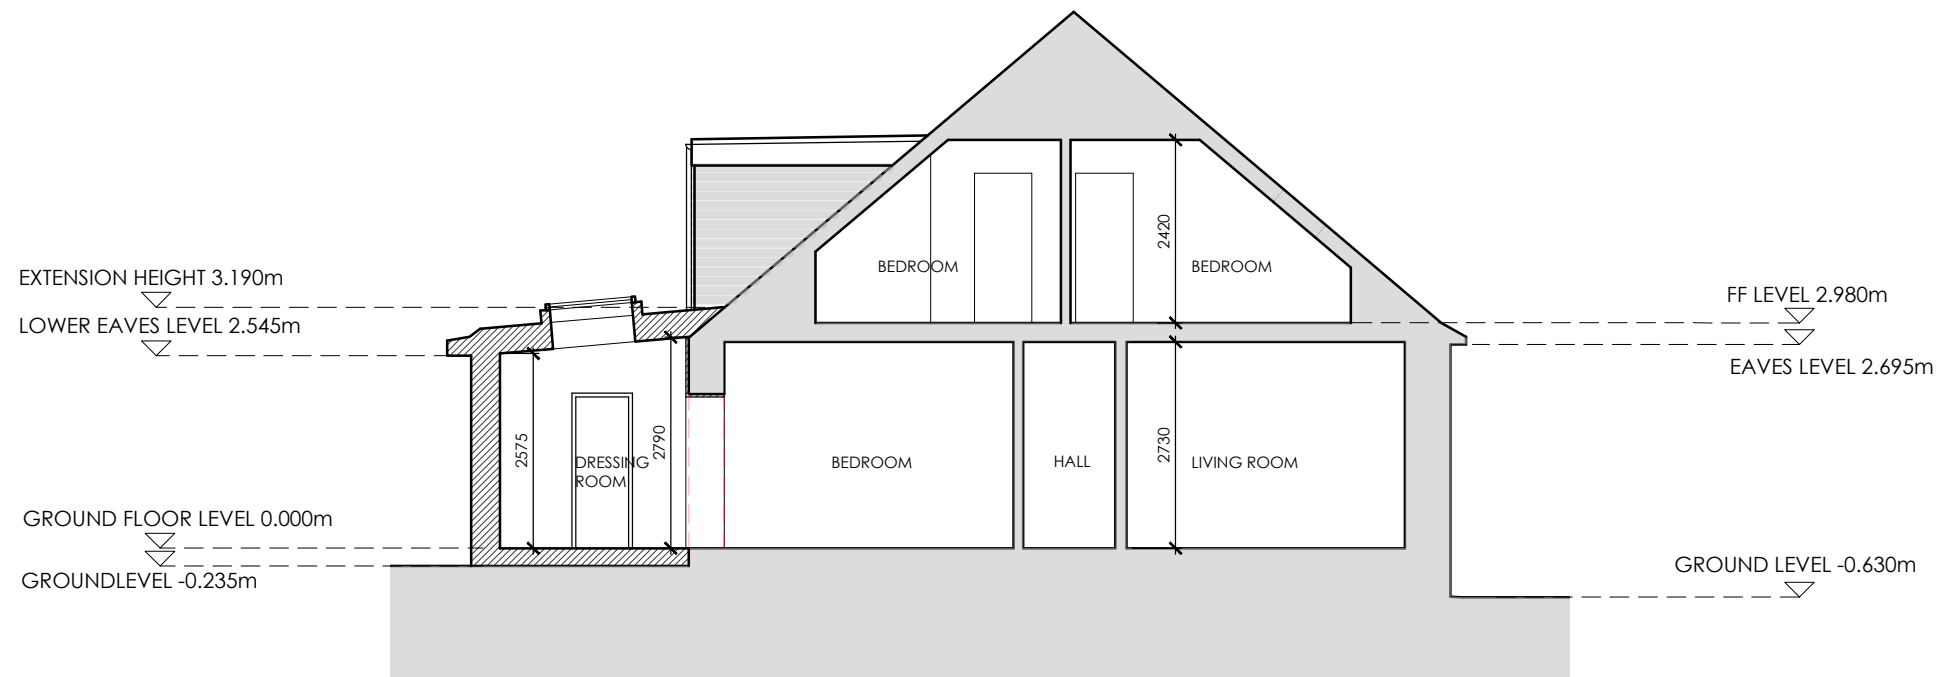 EXTENSION HEIGHT 3.190m
LOWER EAVES LEVEL 2.545m
GROUND FLOOR LEVEL 0.000m
GROUNDLEVEL -0.235m
BEDROOM
2420
BEDROOM
2575
DRESSING
ROOM
2790
BEDROOM
HALL
2730
LIVING ROOM
FF LEVEL 2.980m
EAVES LEVEL 2.695m
GROUND LEVEL -0.630m